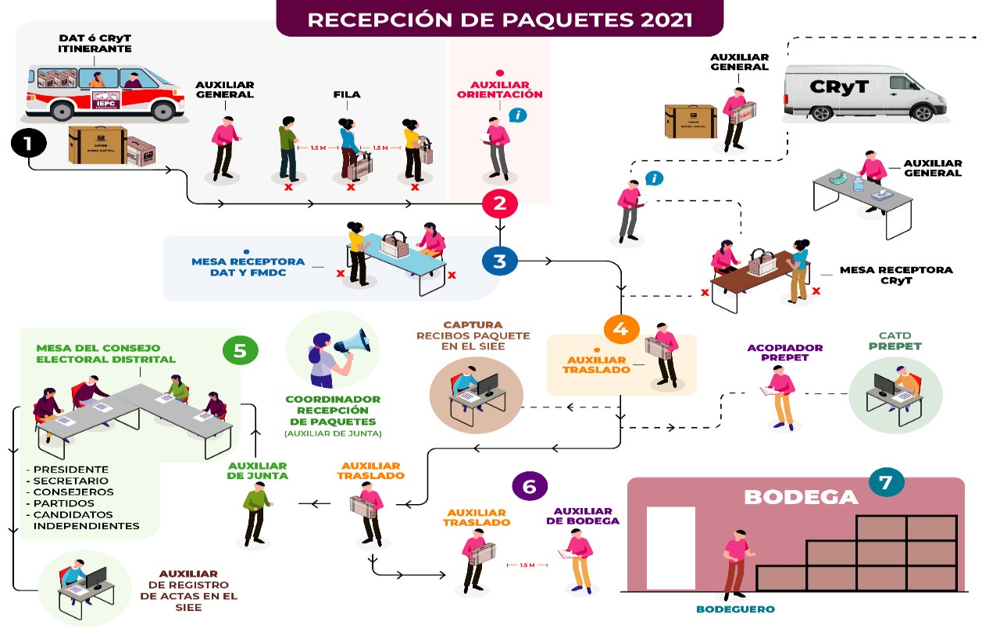 RECEPCIÓN DE PAQUETES 2021
DAT ó CRyT
ITINERANTE
IEPC
TABASCO
1
AUXILIAR
GENERAL
FILA
1.5 M
1.5 M
X
X
X
AUXILIAR
ORIENTACIÓN
i
2
AUXILIAR
GENERAL
CRyT
i
AUXILIAR
GENERAL
MESA RECEPTORA
DAT Y FMDC
X
X
3
MESA RECEPTORA
CRyT
X
X
4
AUXILIAR
TRASLADO
CAPTURA
RECIBOS PAQUETE
EN EL SIEE
ACOPIADOR
PREPET
CATD
PREPET
MESA DEL CONSEJO
ELECTORAL DISTRITAL
5
COORDINADOR
RECEPCIÓN
DE PAQUETES
(AUXILIAR DE JUNTA)
- PRESIDENTE
- SECRETARIO
- CONSEJEROS
- PARTIDOS
- CANDIDATOS
INDEPENDIENTES
AUXILIAR
DE JUNTA
AUXILIAR
TRASLADO
AUXILIAR
DE REGISTRO
DE ACTAS EN EL
SIEE
6
AUXILIAR
TRASLADO
1.5 M
AUXILIAR
DE BODEGA
7
BODEGA
BODEGUERO